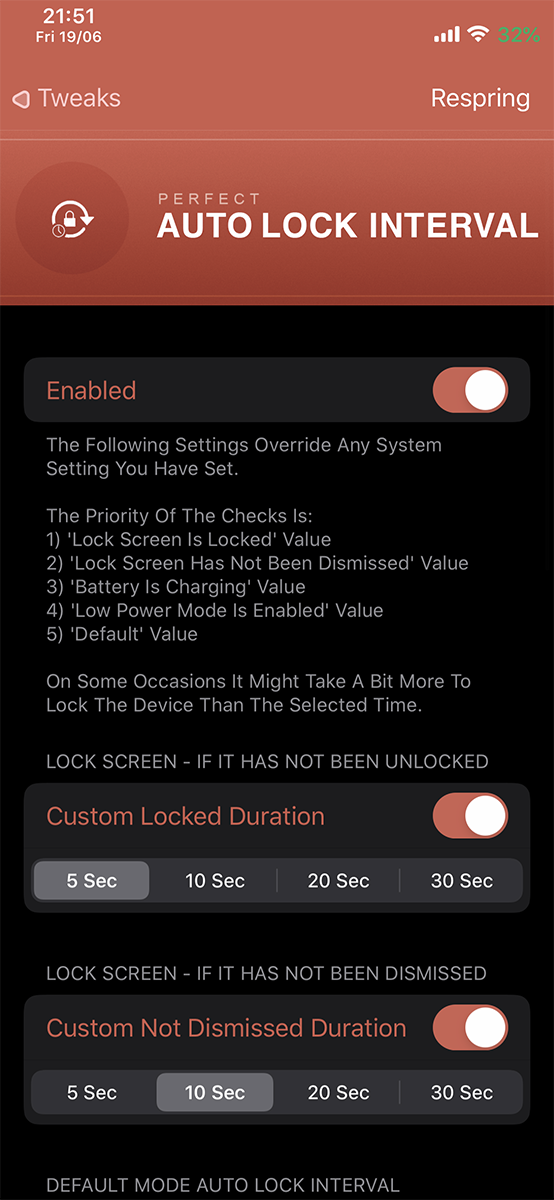 21:51
Fri 19/06
32%
Tweaks
Respring
PERFECT
AUTO LOCK INTERVAL
Enabled
The Following Settings Override Any System
Setting You Have Set.
The Priority Of The Checks Is:
1) 'Lock Screen Is Locked' Value
2) 'Lock Screen Has Not Been Dismissed' Value
3) 'Battery Is Charging' Value
4) 'Low Power Mode Is Enabled' Value
5) 'Default' Value
On Some Occasions It Might Take A Bit More To
Lock The Device Than The Selected Time.
LOCK SCREEN - IF IT HAS NOT BEEN UNLOCKED
Custom Locked Duration
5 Sec 10 Sec 20 Sec 30 Sec
LOCK SCREEN - IF IT HAS NOT BEEN DISMISSED
Custom Not Dismissed Duration
5 Sec 10 Sec 20 Sec 30 Sec
DEFAULT MODE AUTO LOCK INTERVAL